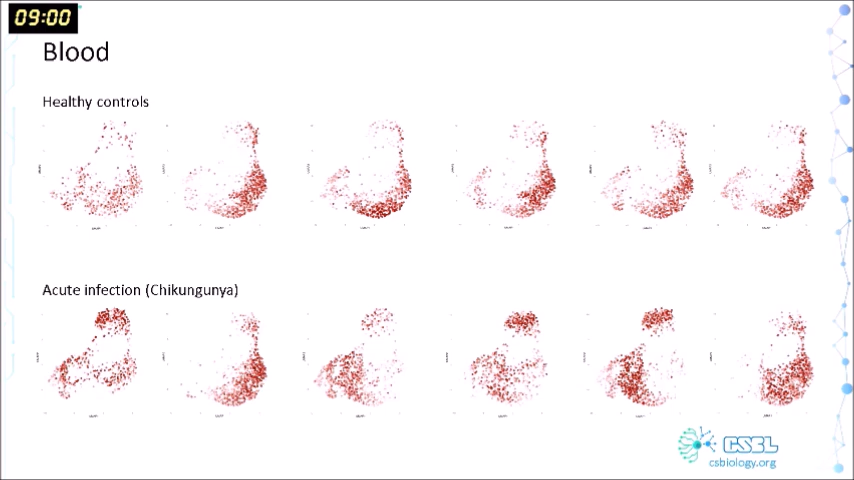 09:00
Blood
Healthy controls
Acute infection (Chikungunya)
CSBL
csbiology.org